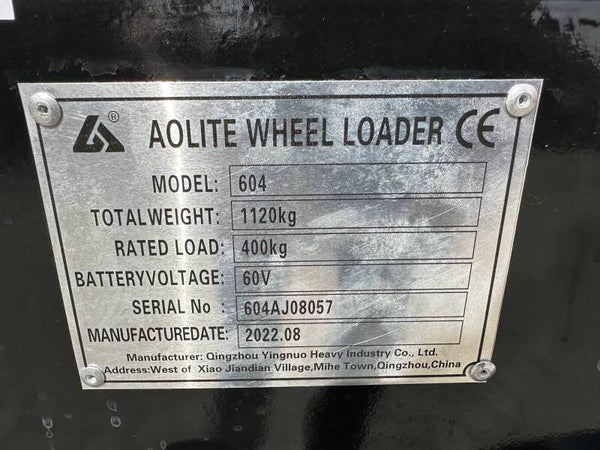 ® AOLITE WHEEL LOADER CE
MODEL: 604
TOTALWEIGHT: 1120kg
RATED LOAD: 400kg
BATTERYVOLTAGE: 60V
SERIAL No : 604AJ08057
MANUFACTUREDATE: 2022.08
Manufacturer: Qingzhou Yingnuo Heavy Industry Co., Ltd.
Address:West of Xiao Jiandian Village,Mihe Town,Qingzhou,China